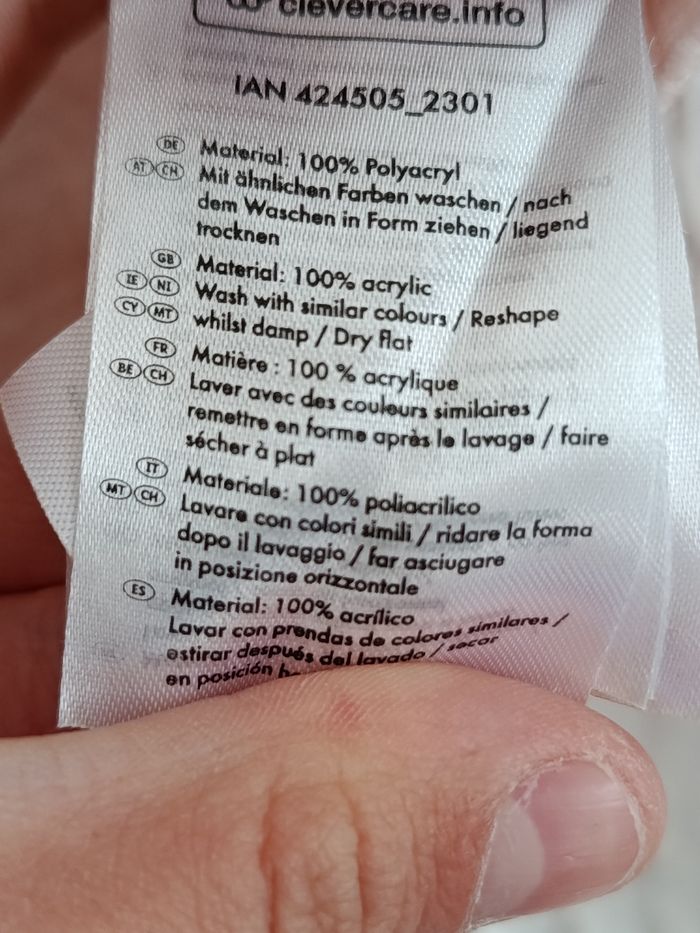 clevercare.info
IAN 424505_2301
DE Material: 100% Polyacryl
AT CH Mit ähnlichen Farben waschen / nach
dem Waschen in Form ziehen / liegend
trocknen
GB Material: 100% acrylic
IE NI Wash with similar colours / Reshape
CY MT whilst damp / Dry flat
FR Matière : 100 % acrylique
BE CH Laver avec des couleurs similaires /
remettre en forme après le lavage / faire
sécher à plat
IT Materiale: 100% poliacrilico
MT CH Lavare con colori simili / ridare la forma
dopo il lavaggio / far asciugare
in posizione orizzontale
ES Material: 100% acrílico
Lavar con prendas de colores similares /
estirar después del lavado / secar
en posición